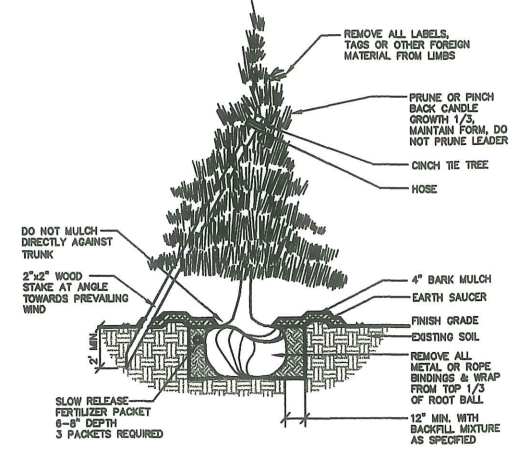 REMOVE ALL LABELS,
TAGS OR OTHER FOREIGN
MATERIAL FROM LIMBS
PRUNE OR PINCH
BACK CANDLE
GROWTH 1/3,
MAINTAIN FORM, DO
NOT PRUNE LEADER
CINCH TIE TREE
HOSE
DO NOT MULCH
DIRECTLY AGAINST
TRUNK
2"x2" WOOD
STAKE AT ANGLE
TOWARDS PREVAILING
WIND
2' MIN.
SLOW RELEASE
FERTILIZER PACKET
6-8" DEPTH
3 PACKETS REQUIRED
4" BARK MULCH
EARTH SAUCER
FINISH GRADE
EXISTING SOIL
REMOVE ALL
METAL OR ROPE
BINDINGS & WRAP
FROM TOP 1/3
OF ROOT BALL
12" MIN. WITH
BACKFILL MIXTURE
AS SPECIFIED